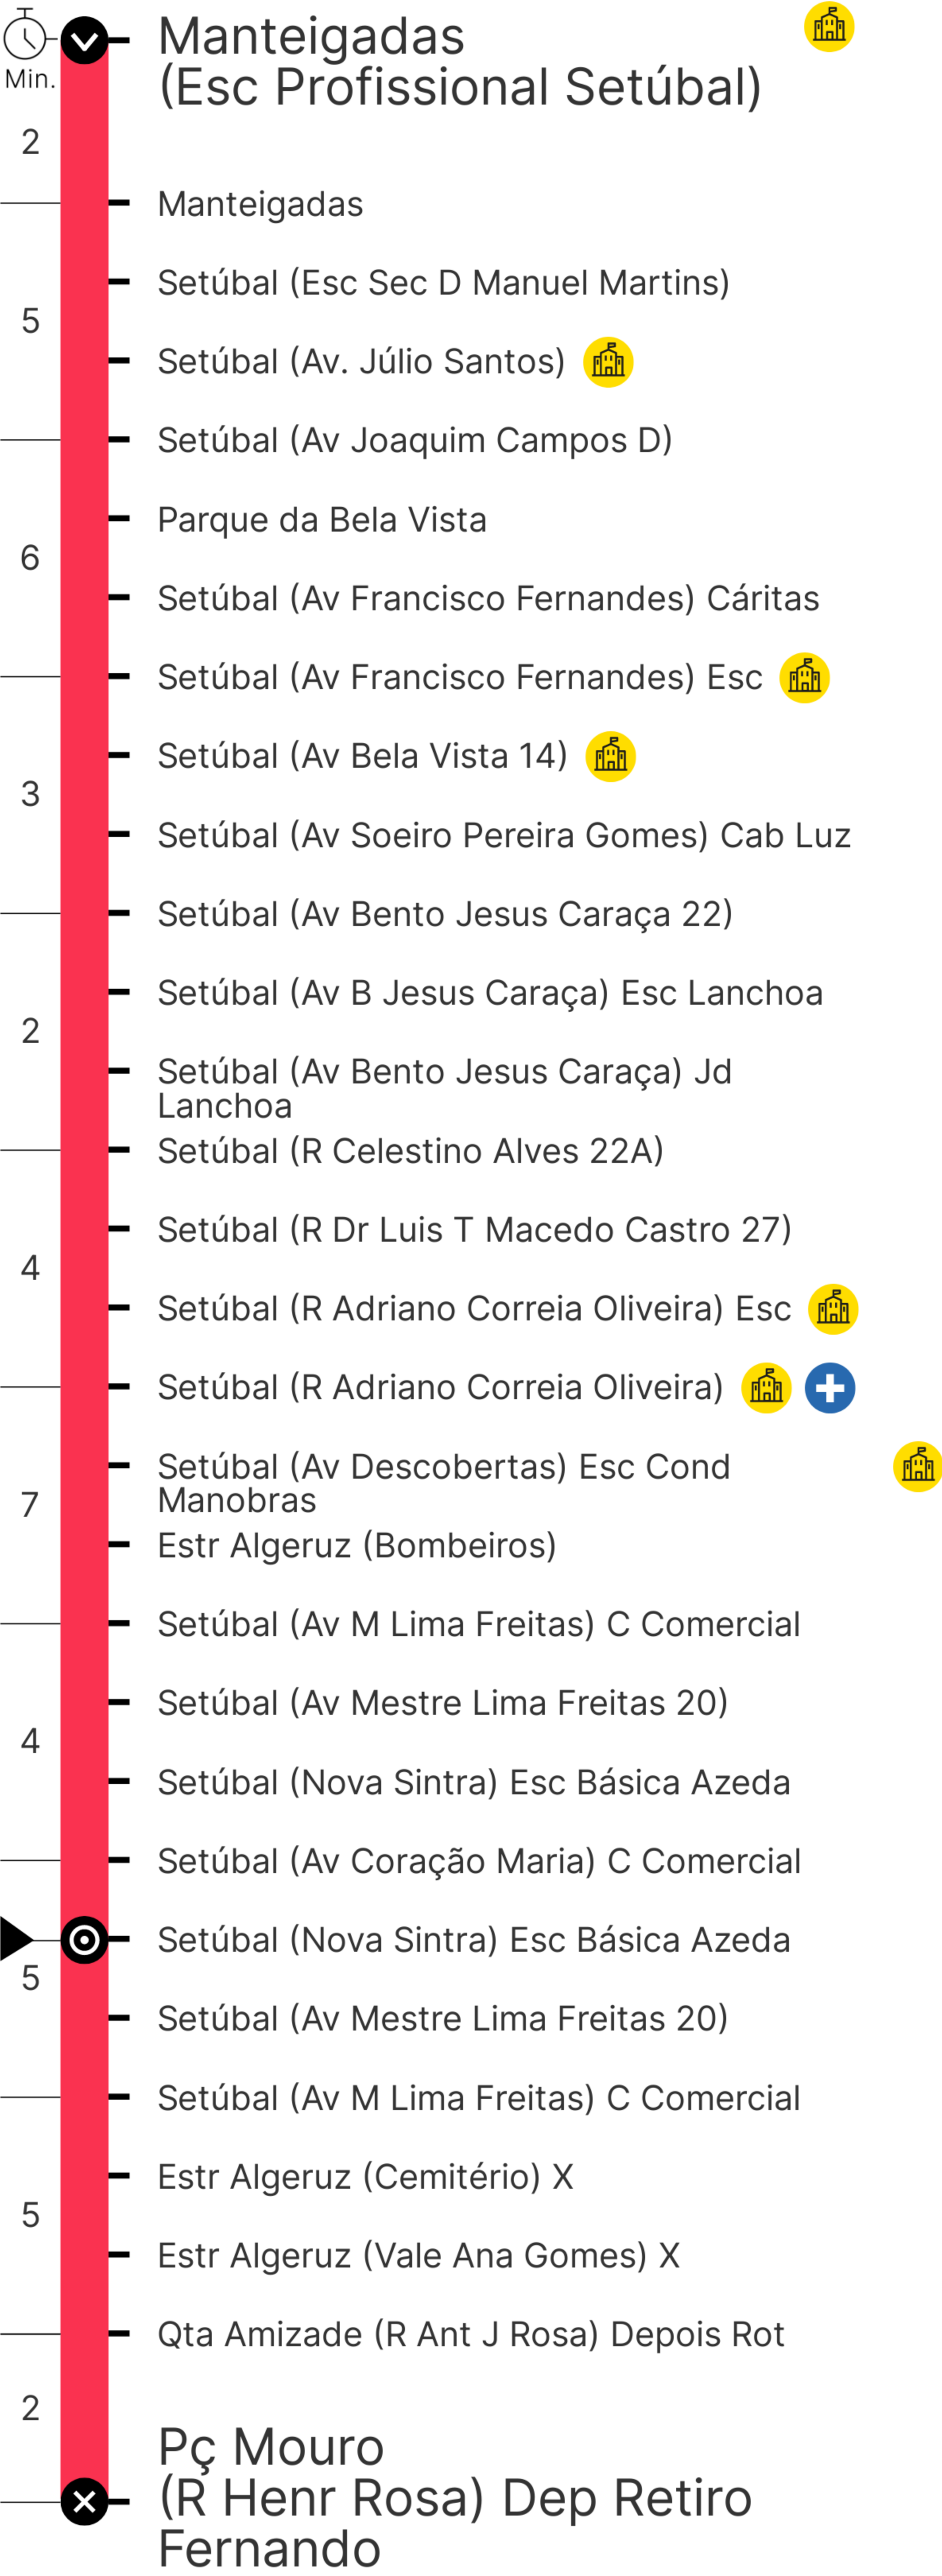 Manteigadas
(Esc Profissional Setúbal)
Min.
2
Manteigadas
Setúbal (Esc Sec D Manuel Martins)
5
Setúbal (Av. Júlio Santos)
Setúbal (Av Joaquim Campos D)
Parque da Bela Vista
6
Setúbal (Av Francisco Fernandes) Cáritas
Setúbal (Av Francisco Fernandes) Esc
Setúbal (Av Bela Vista 14)
3
Setúbal (Av Soeiro Pereira Gomes) Cab Luz
Setúbal (Av Bento Jesus Caraça 22)
Setúbal (Av B Jesus Caraça) Esc Lanchoa
2
Setúbal (Av Bento Jesus Caraça) Jd
Lanchoa
Setúbal (R Celestino Alves 22A)
Setúbal (R Dr Luis T Macedo Castro 27)
4
Setúbal (R Adriano Correia Oliveira) Esc
Setúbal (R Adriano Correia Oliveira)
Setúbal (Av Descobertas) Esc Cond
Manobras
7
Estr Algeruz (Bombeiros)
Setúbal (Av M Lima Freitas) C Comercial
Setúbal (Av Mestre Lima Freitas 20)
4
Setúbal (Nova Sintra) Esc Básica Azeda
Setúbal (Av Coração Maria) C Comercial
Setúbal (Nova Sintra) Esc Básica Azeda
5
Setúbal (Av Mestre Lima Freitas 20)
Setúbal (Av M Lima Freitas) C Comercial
Estr Algeruz (Cemitério) X
5
Estr Algeruz (Vale Ana Gomes) X
Qta Amizade (R Ant J Rosa) Depois Rot
2
Pç Mouro
(R Henr Rosa) Dep Retiro
Fernando